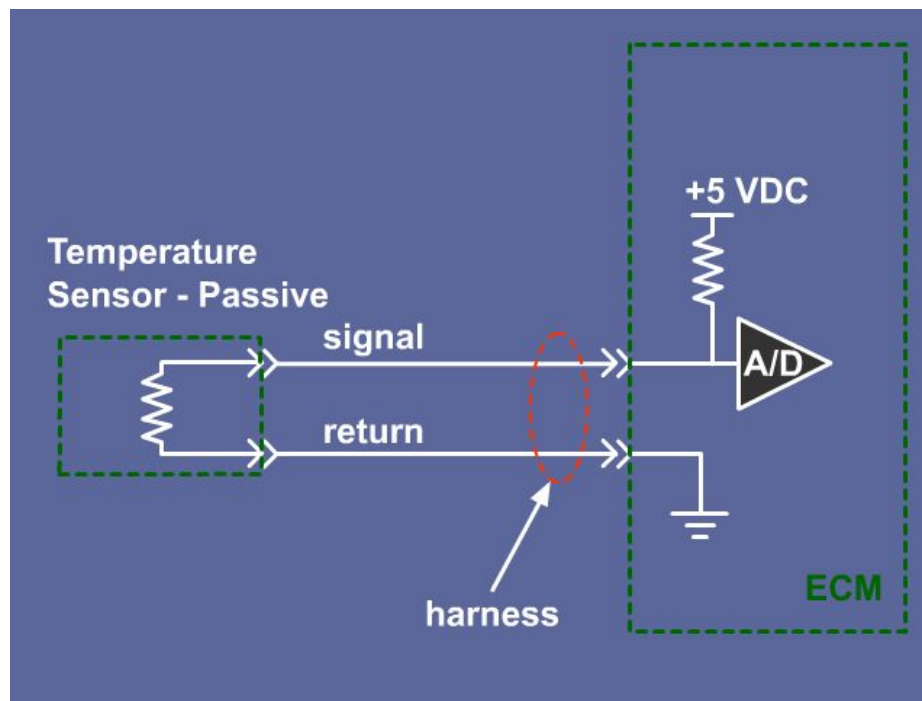 +5 VDC
Temperature
Sensor - Passive
signal
A/D
return
harness
ECM